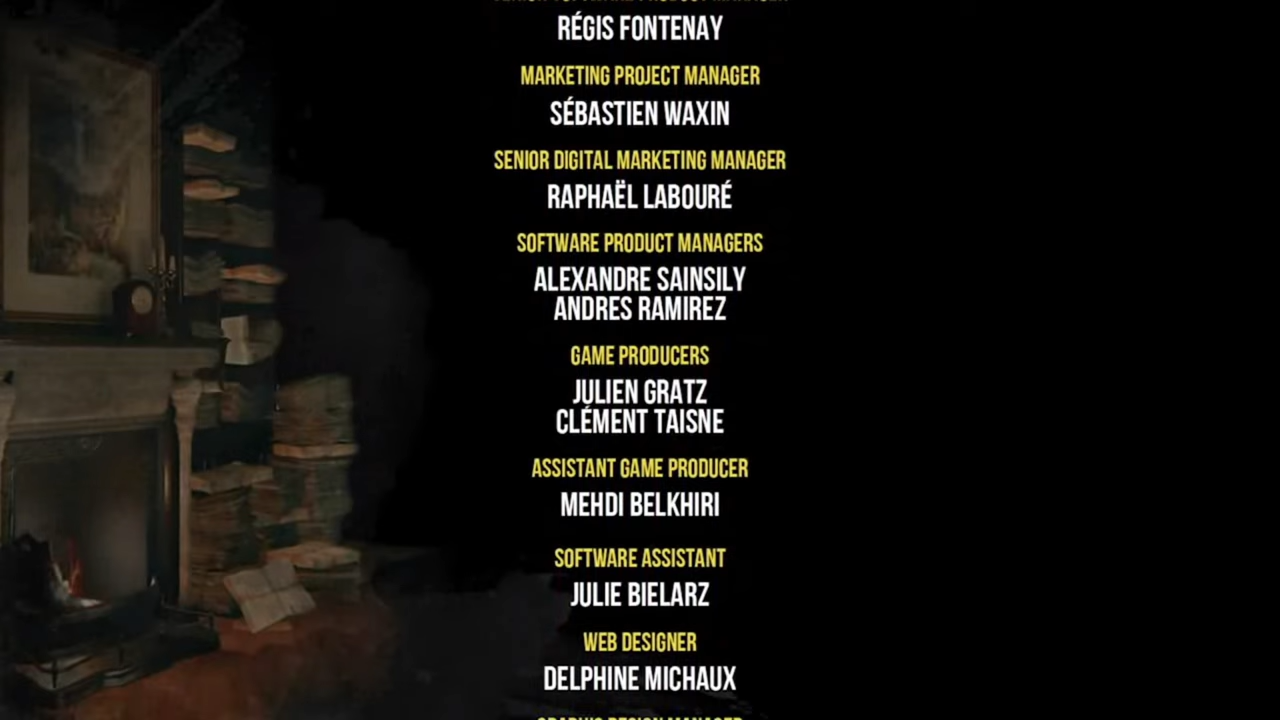 RÉGIS FONTENAY
MARKETING PROJECT MANAGER
SÉBASTIEN WAXIN
SENIOR DIGITAL MARKETING MANAGER
RAPHAËL LABOURÉ
SOFTWARE PRODUCT MANAGERS
ALEXANDRE SAINSILY
ANDRES RAMIREZ
GAME PRODUCERS
JULIEN GRATZ
CLÉMENT TAISNE
ASSISTANT GAME PRODUCER
MEHDI BELKHIRI
SOFTWARE ASSISTANT
JULIE BIELARZ
WEB DESIGNER
DELPHINE MICHAUX